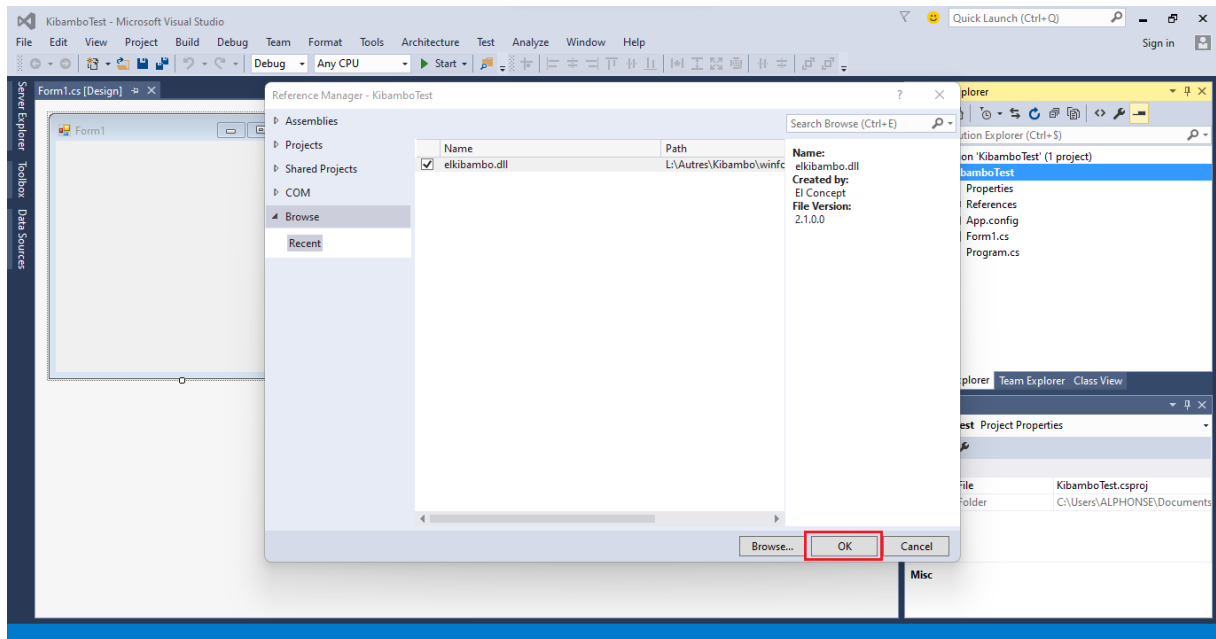 KibamboTest - Microsoft Visual Studio
Quick Launch (Ctrl+Q)
File Edit View Project Build Debug Team Format Tools Architecture Test Analyze Window Help
Sign in
Debug Any CPU Start
Server Explorer
Toolbox
Data Sources
Form1.cs [Design]
Form1
Reference Manager - KibamboTest
Assemblies
Projects
Shared Projects
COM
Browse
Recent
Name Path
elkibambo.dll L:\Autres\Kibambo\winfc
Search Browse (Ctrl+E)
Name:
elkibambo.dll
Created by:
El Concept
File Version:
2.1.0.0
Browse... OK Cancel
plorer
ution Explorer (Ctrl+$)
on 'KibamboTest' (1 project)
bamboTest
Properties
References
App.config
Form1.cs
Program.cs
plorer Team Explorer Class View
est Project Properties
File KibamboTest.csproj
Folder C:\Users\ALPHONSE\Documents
Misc